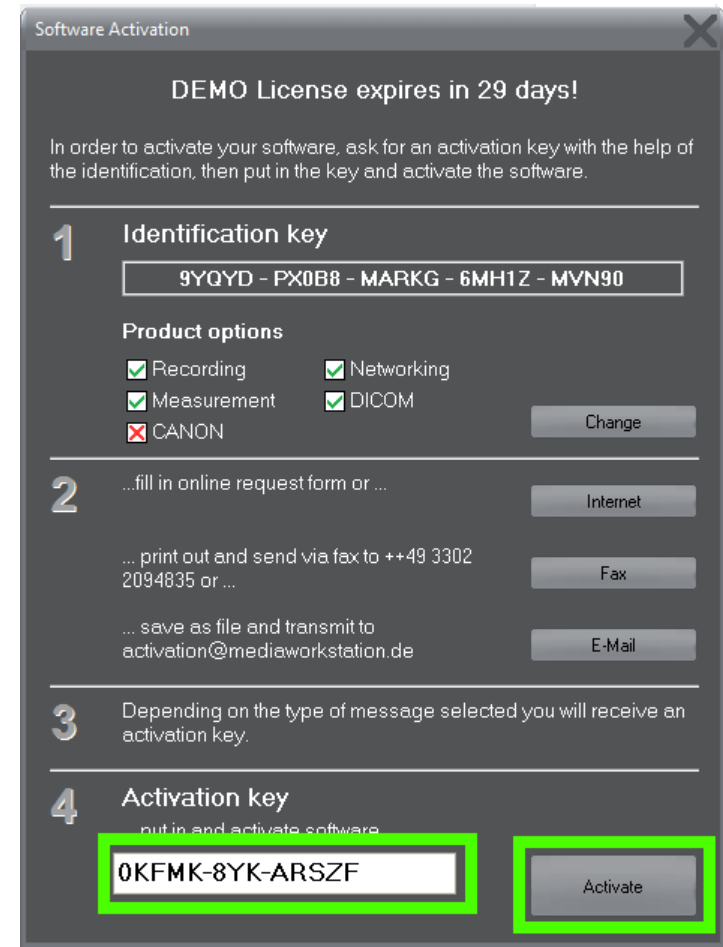 Software Activation
DEMO License expires in 29 days!
In order to activate your software, ask for an activation key with the help of
the identification, then put in the key and activate the software.
1 Identification key
9YQYD - PX0B8 - MARKG - 6MH1Z - MVN90
Product options
Recording Networking
Measurement DICOM
CANON Change
2 ...fill in online request form or ... Internet
... print out and send via fax to ++49 3302
2094835 or ... Fax
... save as file and transmit to
activation@mediaworkstation.de E-Mail
3 Depending on the type of message selected you will receive an
activation key.
4 Activation key
... put in and activate software
0KFMK-8YK-ARSZF Activate